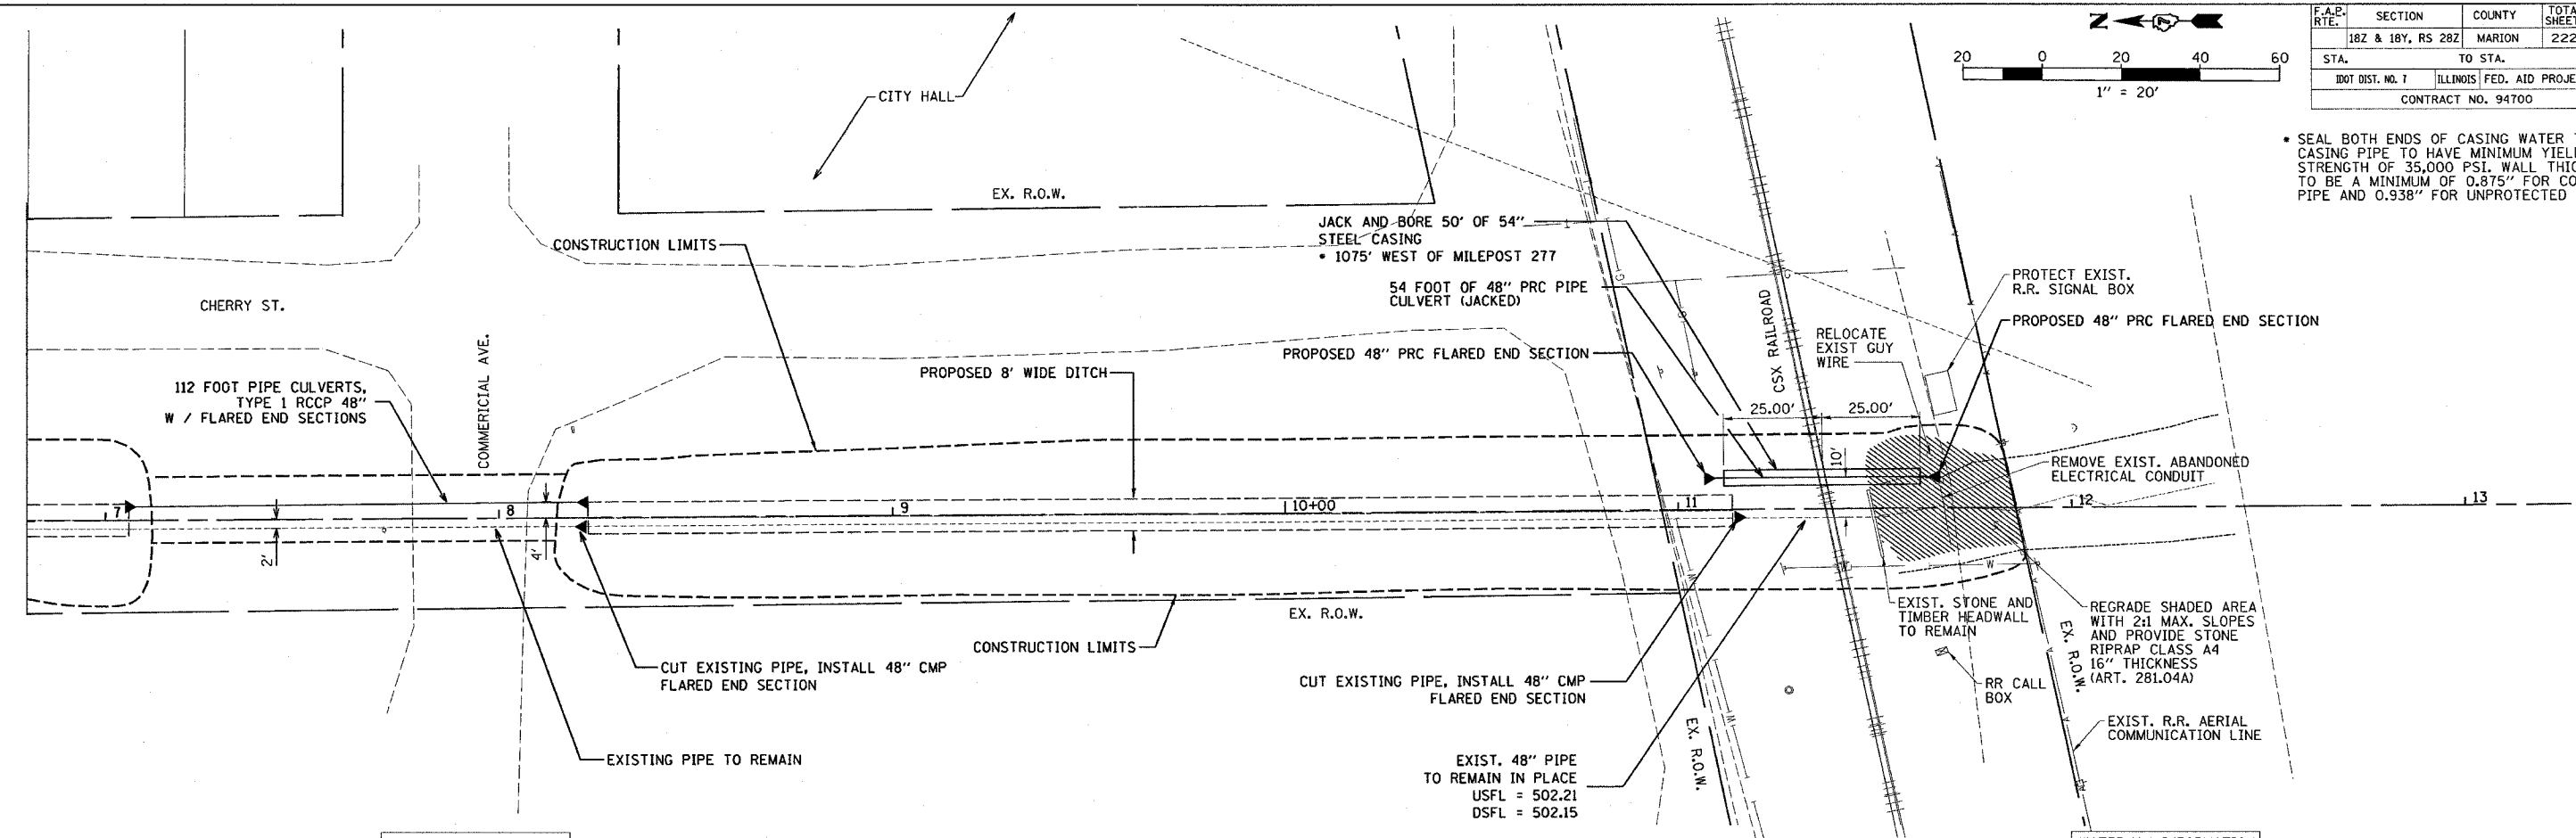 N
20 0 20 40 60
1" = 20'
F.A.P. RTE. SECTION COUNTY
18Z & 18Y, RS 28Z MARION 222
STA. TO STA.
IDOT DIST. NO. 7 ILLINOIS FED. AID
CONTRACT NO. 94700
* SEAL BOTH ENDS OF CASING WATER
CASING PIPE TO HAVE MINIMUM
STRENGTH OF 35,000 PSI. WALL
TO BE A MINIMUM OF 0.875" FOR
PIPE AND 0.938" FOR UNPROTECTED
CITY HALL
EX. R.O.W.
CONSTRUCTION LIMITS
JACK AND BORE 50' OF 54"
STEEL CASING
* 1075' WEST OF MILEPOST 277
54 FOOT OF 48" PRC PIPE
CULVERT (JACKED)
PROPOSED 48" PRC FLARED END SECTION
CSX RAILROAD
RELOCATE
EXIST GUY
WIRE
PROTECT EXIST.
R.R. SIGNAL BOX
PROPOSED 48" PRC FLARED END SECTION
CHERRY ST.
COMMERICIAL AVE.
112 FOOT PIPE CULVERTS,
TYPE 1 RCCP 48"
W / FLARED END SECTIONS
PROPOSED 8' WIDE DITCH
25.00' 25.00'
10'
REMOVE EXIST. ABANDONED
ELECTRICAL CONDUIT
7 8 9 10+00 11 12 13
2'
4'
W W
EX. R.O.W.
CONSTRUCTION LIMITS
CUT EXISTING PIPE, INSTALL 48" CMP
FLARED END SECTION
EXISTING PIPE TO REMAIN
CUT EXISTING PIPE, INSTALL 48" CMP
FLARED END SECTION
EXIST. 48" PIPE
TO REMAIN IN PLACE
USFL = 502.21
DSFL = 502.15
EX. R.O.W.
EXIST. STONE AND
TIMBER HEADWALL
TO REMAIN
RR CALL
BOX
EX. R.O.W.
REGRADE SHADED AREA
WITH 2:1 MAX. SLOPES
AND PROVIDE STONE
RIPRAP CLASS A4
16" THICKNESS
(ART. 281.04A)
EXIST. R.R. AERIAL
COMMUNICATION LINE